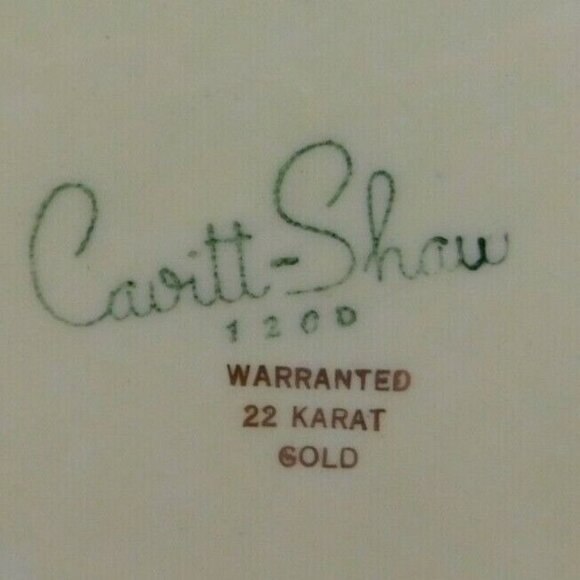 Cavitt-Shaw
1200
WARRANTED
22 KARAT
GOLD